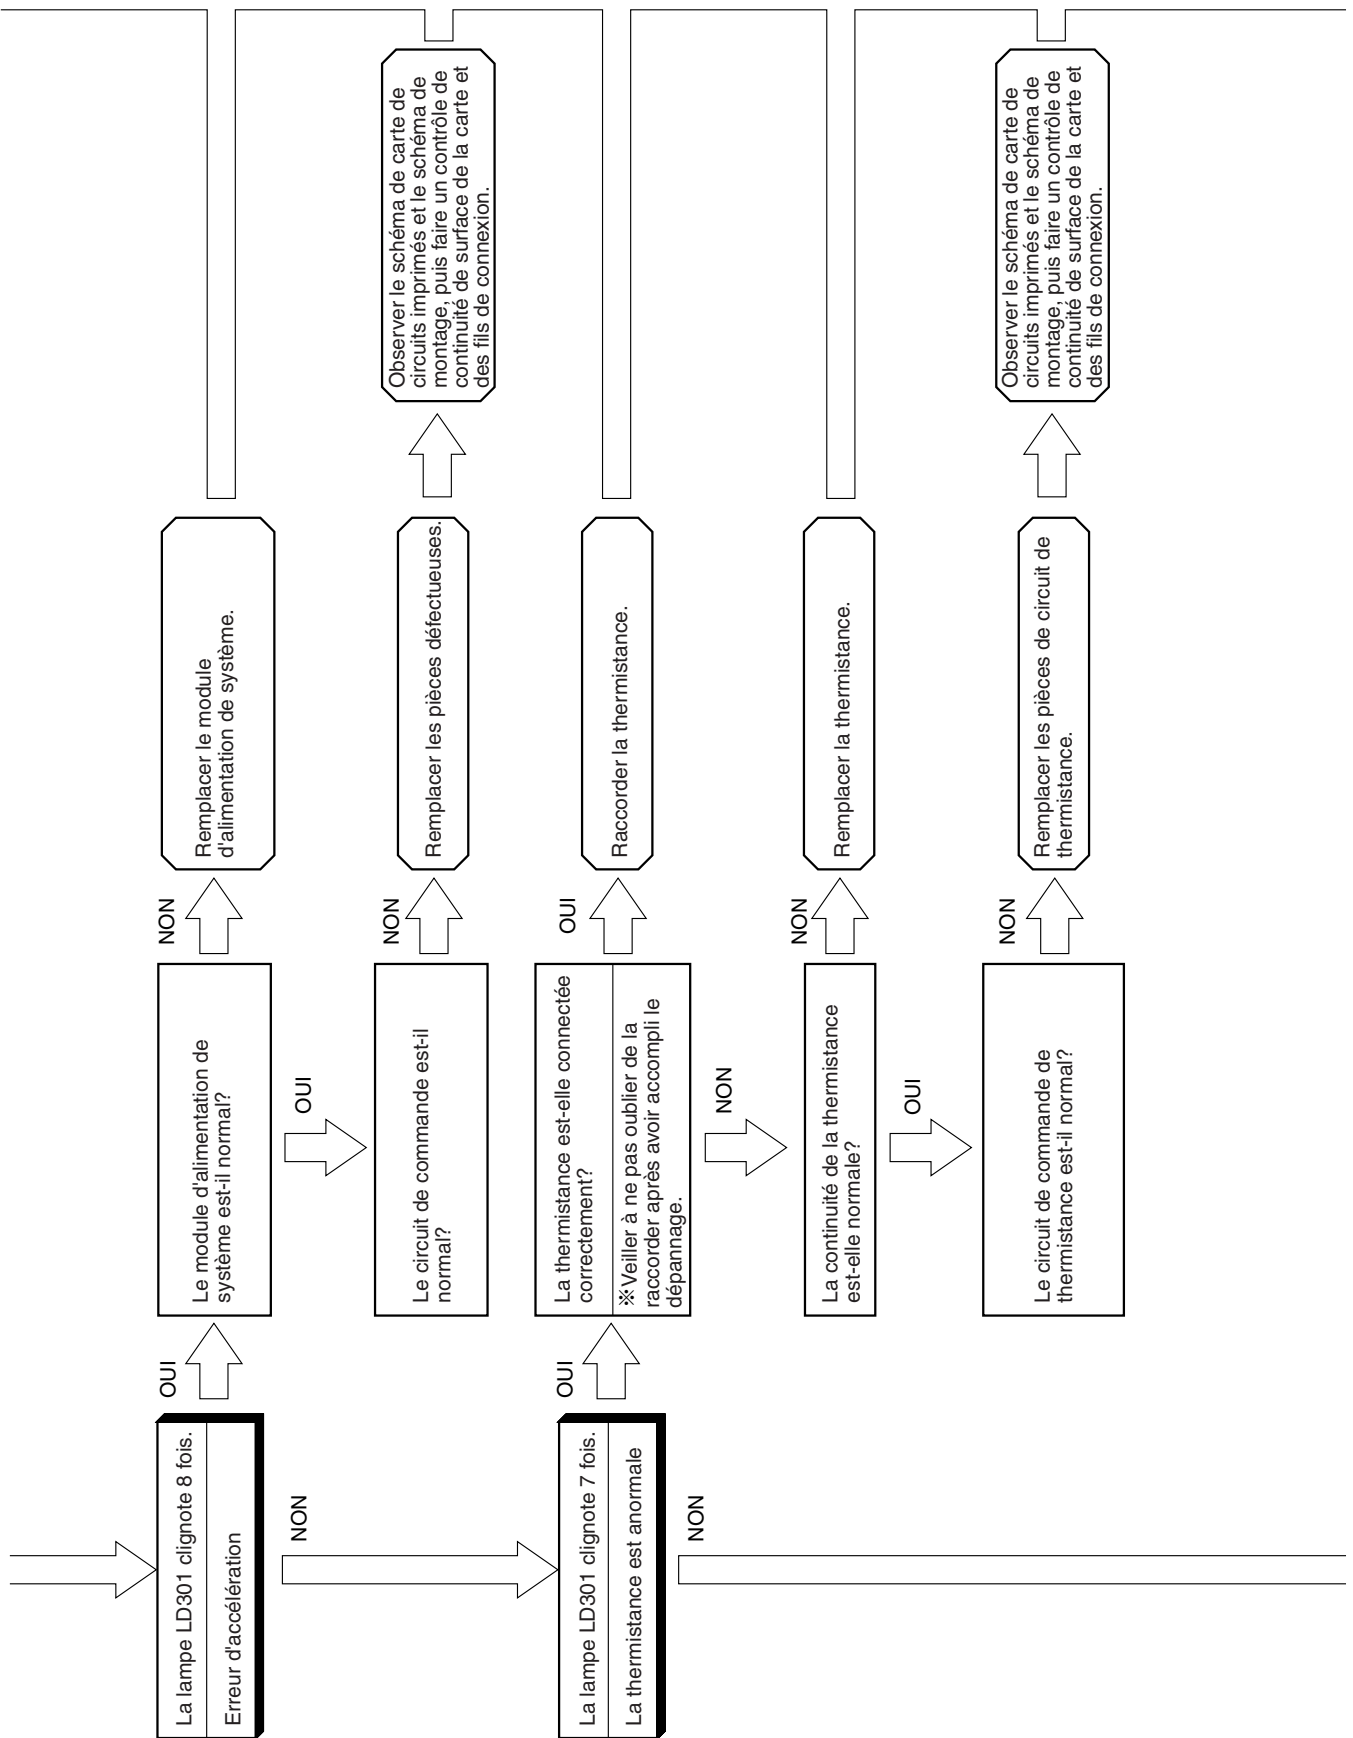 La lampe LD301 clignote 8 fois.
Erreur d'accélération
OUI
Le module d'alimentation de
système est-il normal?
NON
Remplacer le module
d'alimentation de système.
OUI
Le circuit de commande est-il
normal?
NON
Remplacer les pièces défectueuses.
Observer le schéma de carte de
circuits imprimés et le schéma de
montage, puis faire un contrôle de
continuité de surface de la carte et
des fils de connexion.
NON
La lampe LD301 clignote 7 fois.
La thermistance est anormale
OUI
La thermistance est-elle connectée
correctement?
※Veiller à ne pas oublier de la
raccorder après avoir accompli le
dépannage.
OUI
Raccorder la thermistance.
NON
La continuité de la thermistance
est-elle normale?
NON
Remplacer la thermistance.
OUI
Le circuit de commande de
thermistance est-il normal?
NON
Remplacer les pièces de circuit de
thermistance.
Observer le schéma de carte de
circuits imprimés et le schéma de
montage, puis faire un contrôle de
continuité de surface de la carte et
des fils de connexion.
NON